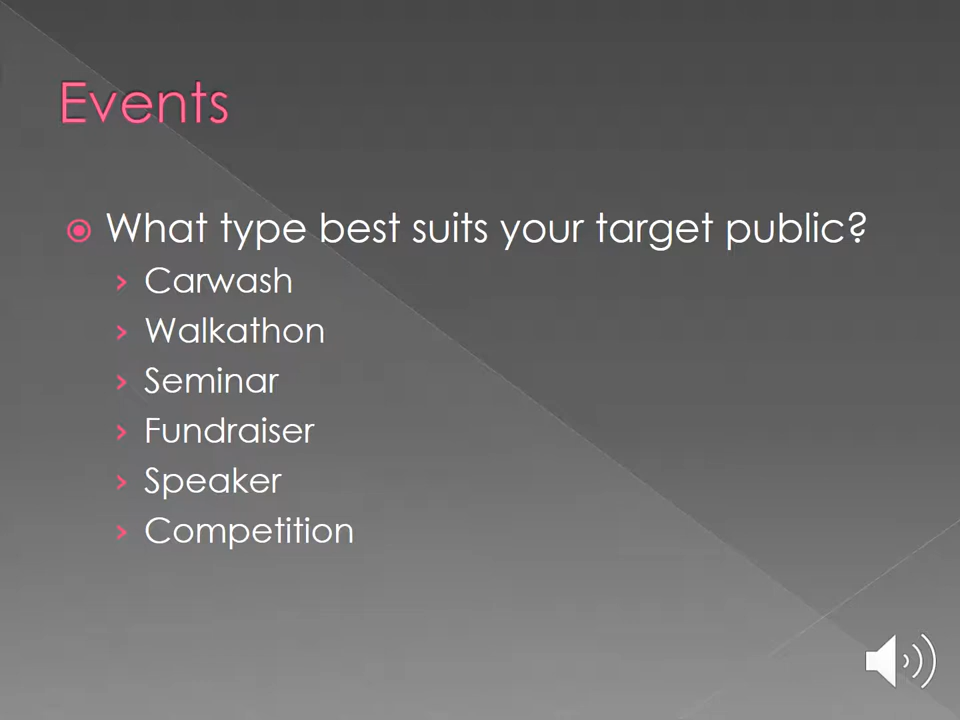 Events
What type best suits your target public?
Carwash
Walkathon
Seminar
Fundraiser
Speaker
Competition